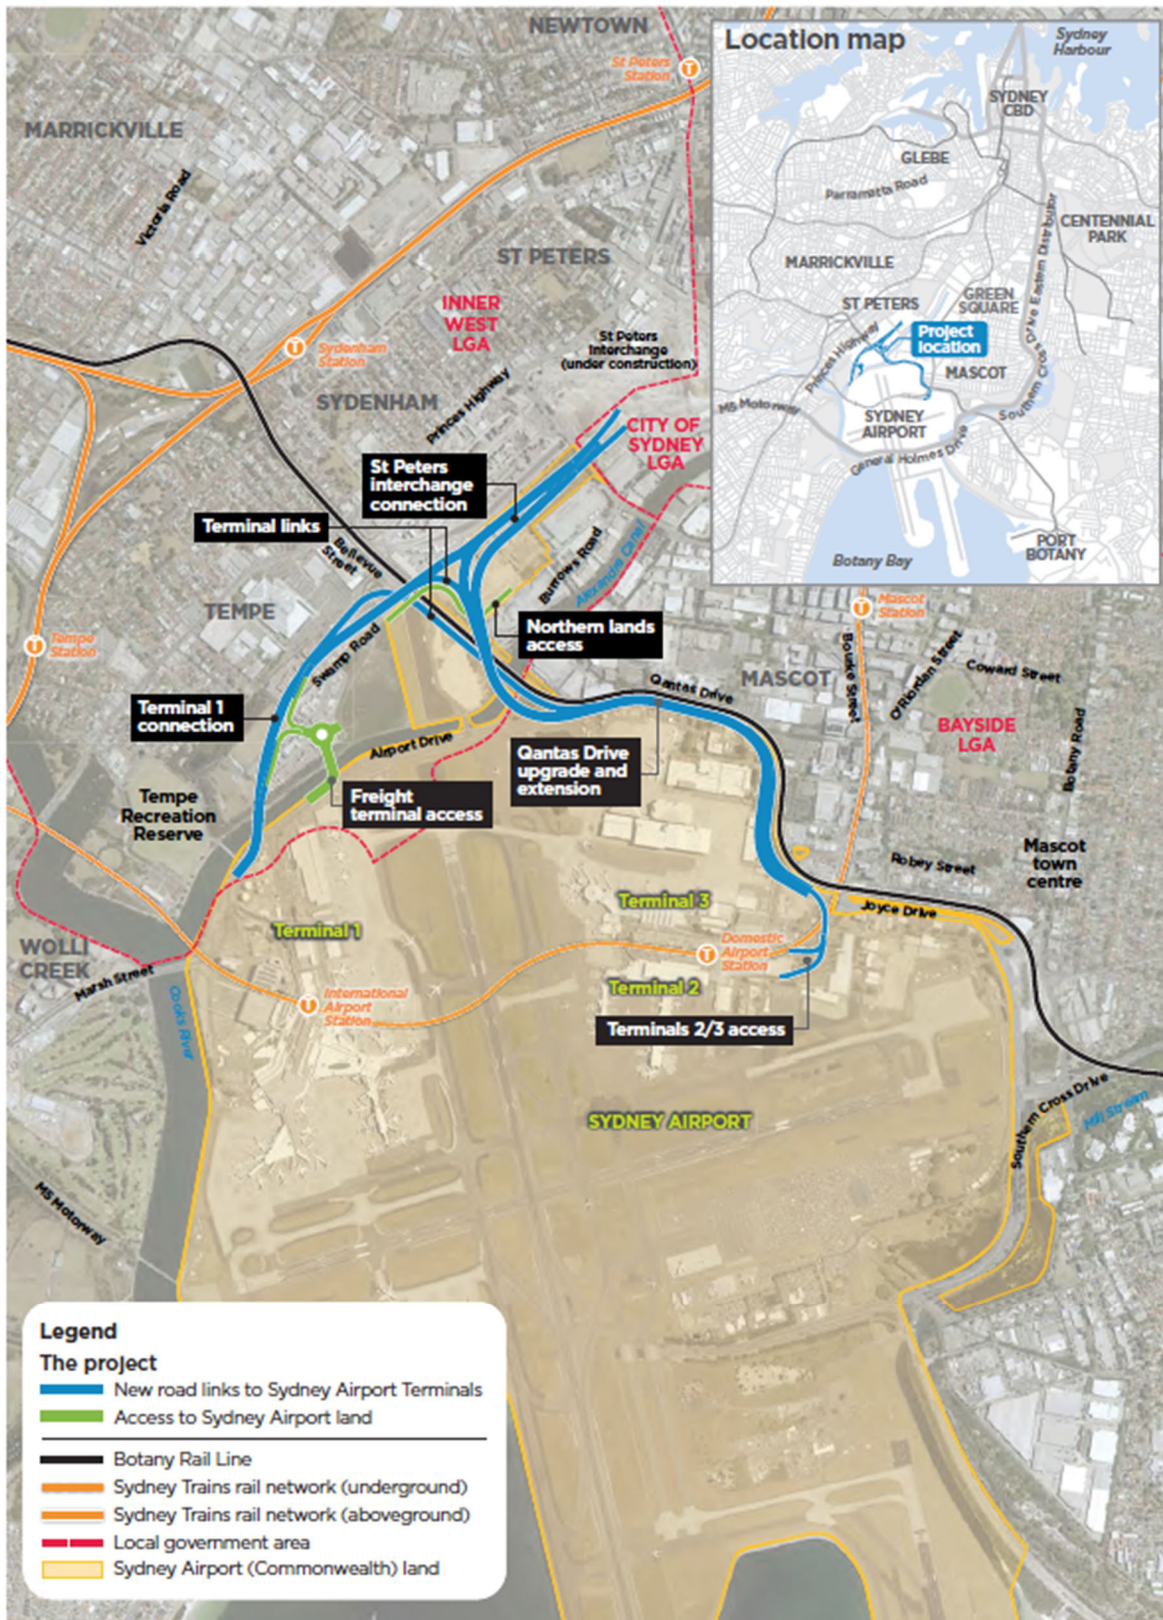 NEWTOWN
St Peters
Station
T
MARRICKVILLE
Victoria Road
ST PETERS
INNER
WEST
LGA
St Peters
Interchange
(under construction)
T
Sydenham
Station
SYDENHAM
Princes Highway
CITY OF
SYDNEY
LGA
St Peters
interchange
connection
Terminal links
Bellevue
Street
Burrows Road
Alexandra Canal
TEMPE
T
Tempe
Station
Swamp Road
Northern lands
access
T
Mascot
Station
Bourke Street
O'Riordan Street
Coward Street
MASCOT
Qantas Drive
BAYSIDE
LGA
Botany Road
Terminal 1
connection
Airport Drive
Qantas Drive
upgrade and
extension
Freight
terminal access
Tempe
Recreation
Reserve
Robey Street
Mascot
town
centre
Joyce Drive
Terminal 3
Terminal 1
T
Domestic
Airport
Station
Terminal 2
WOLLI
CREEK
Marsh Street
Cooks River
T
International
Airport
Station
Terminals 2/3 access
SYDNEY AIRPORT
Southern Cross Drive
Mill Stream
M5 Motorway
Location map
Sydney
Harbour
SYDNEY
CBD
GLEBE
Parramatta Road
CENTENNIAL
PARK
MARRICKVILLE
ST PETERS
GREEN
SQUARE
Eastern Distributor
Project
location
Princes Highway
MASCOT
M5 Motorway
Southern Cross Drive
SYDNEY
AIRPORT
General Holmes Drive
PORT
BOTANY
Botany Bay
Legend
The project
New road links to Sydney Airport Terminals
Access to Sydney Airport land
Botany Rail Line
Sydney Trains rail network (underground)
Sydney Trains rail network (aboveground)
Local government area
Sydney Airport (Commonwealth) land